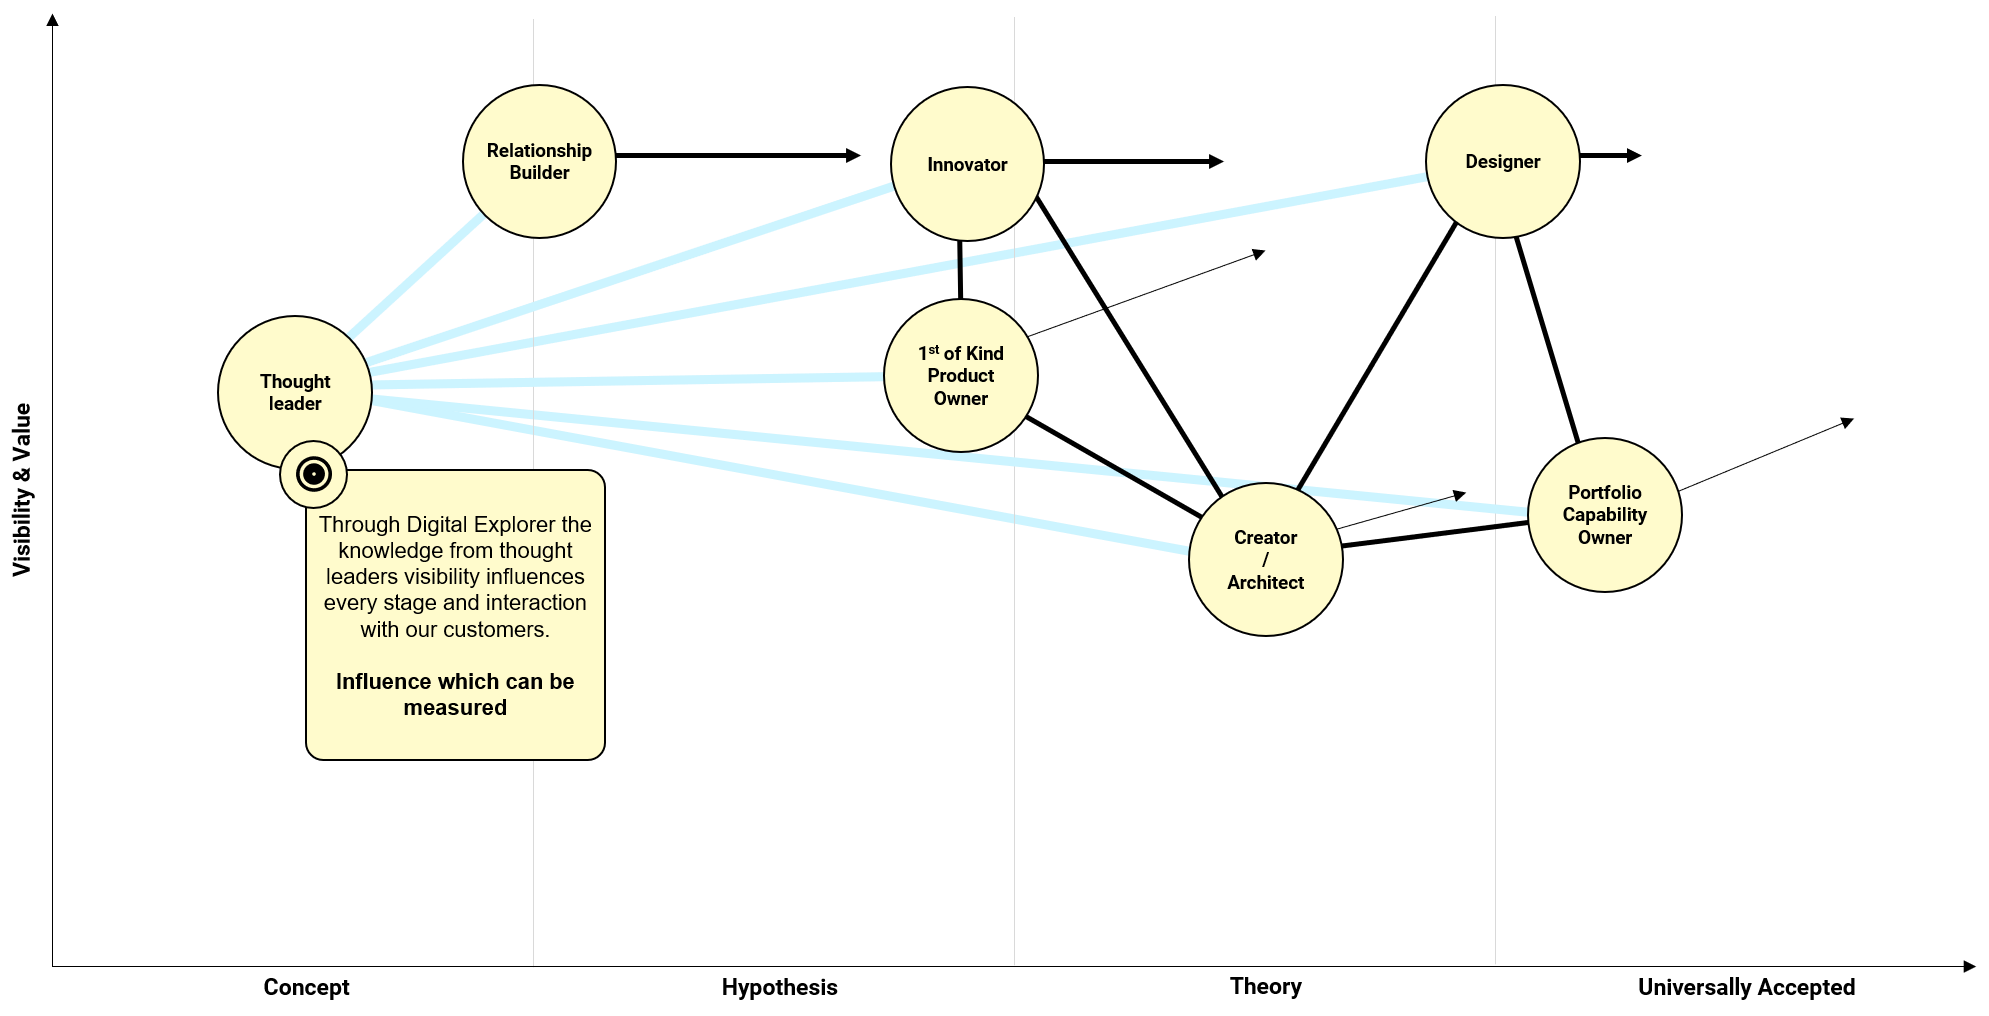 Relationship
Builder
Innovator
Designer
Thought
leader
1st of Kind
Product
Owner
Creator
/
Architect
Portfolio
Capability
Owner
Through Digital Explorer the
knowledge from thought
leaders visibility influences
every stage and interaction
with our customers.
Influence which can be
measured
Visibility & Value
Concept
Hypothesis
Theory
Universally Accepted